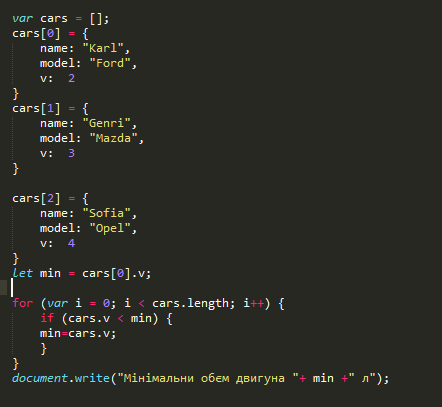 var cars = [];
cars[0] = {
name: "Karl",
model: "Ford",
v: 2
}
cars[1] = {
name: "Genri",
model: "Mazda",
v: 3
}
cars[2] = {
name: "Sofia",
model: "Opel",
v: 4
}
let min = cars[0].v;
for (var i = 0; i < cars.length; i++) {
if (cars.v < min) {
min=cars.v;
}
}
document.write("Мінімальни обєм двигуна "+ min +" л");